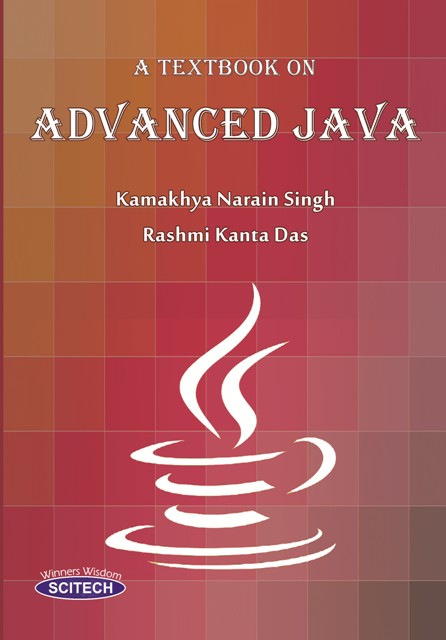 A TEXTBOOK ON
ADVANCED JAVA
Kamakhya Narain Singh
Rashmi Kanta Das
Winners Wisdom
SCITECH